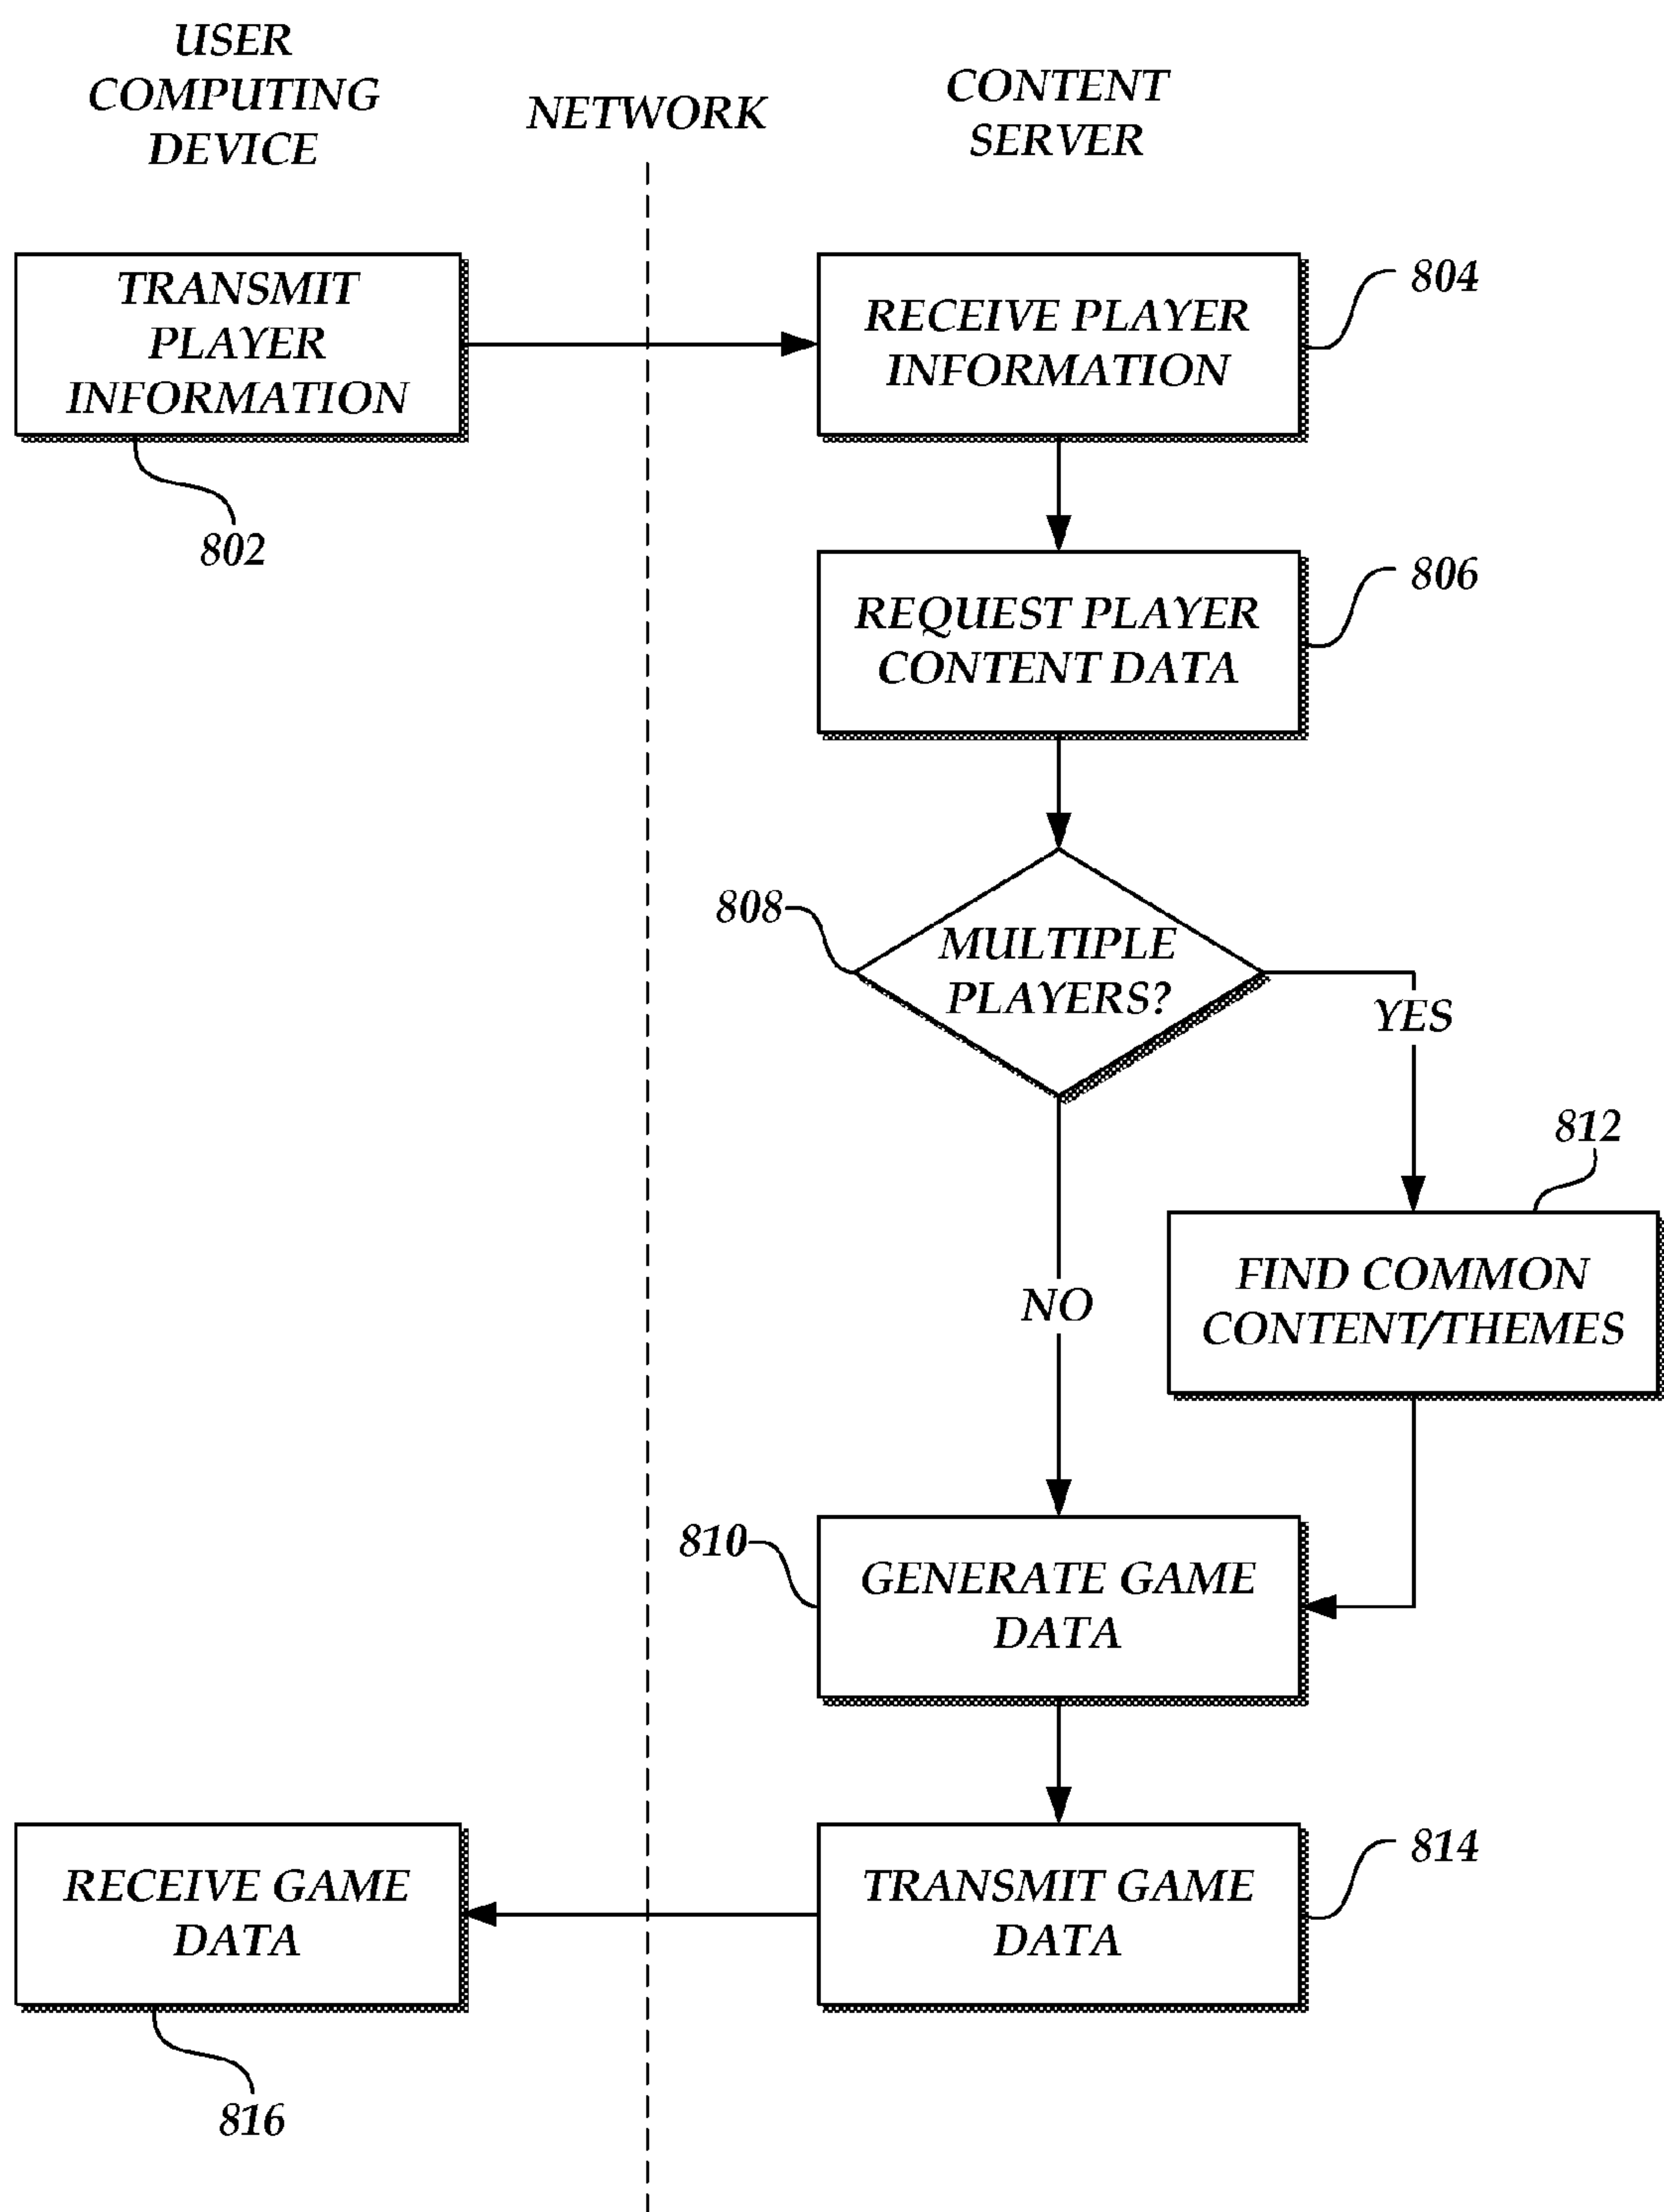 USER
COMPUTING
DEVICE
NETWORK
CONTENT
SERVER
TRANSMIT
PLAYER
INFORMATION
802
RECEIVE PLAYER
INFORMATION
804
REQUEST PLAYER
CONTENT DATA
806
808
MULTIPLE
PLAYERS?
YES
812
FIND COMMON
CONTENT/THEMES
NO
810
GENERATE GAME
DATA
RECEIVE GAME
DATA
816
TRANSMIT GAME
DATA
814